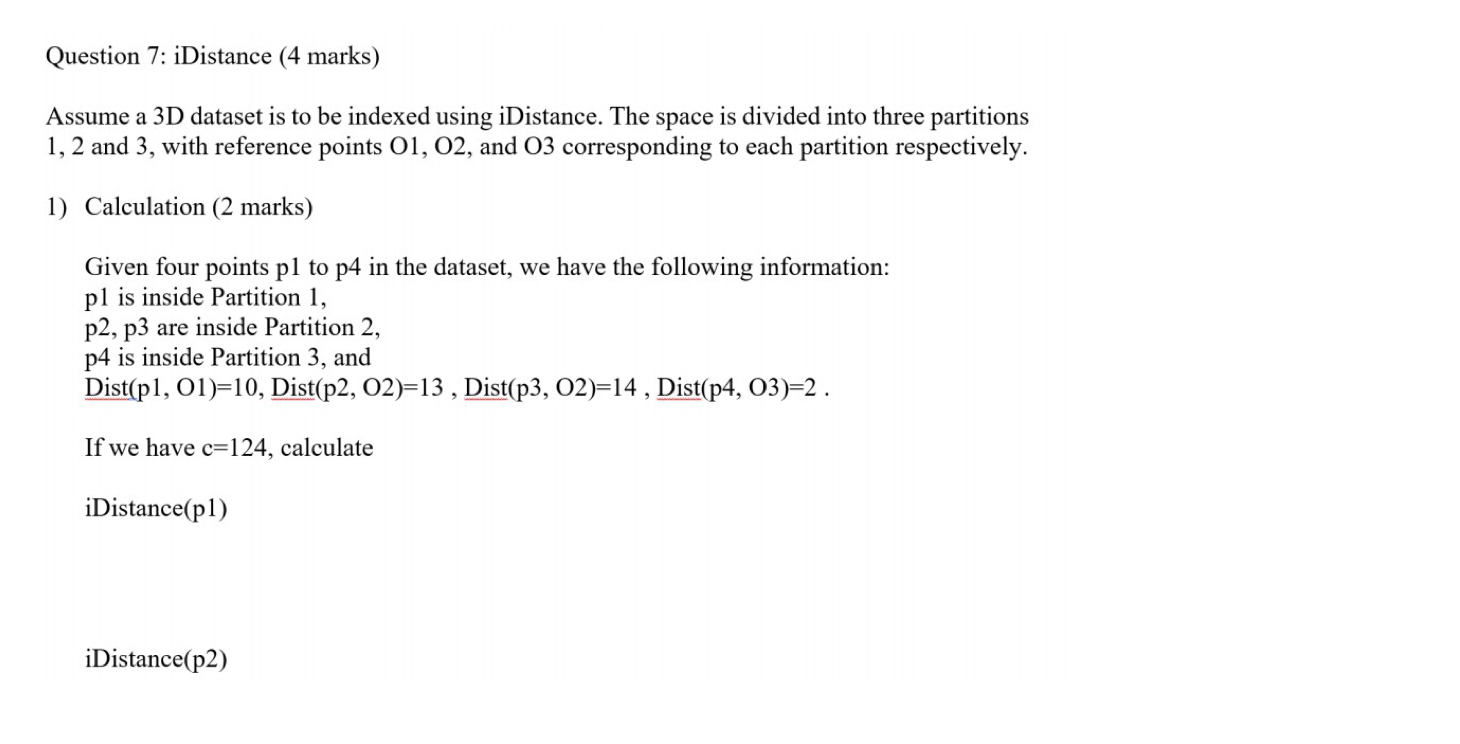 Question 7: iDistance (4 marks)
Assume a 3D dataset is to be indexed using iDistance. The space is divided into three partitions
1, 2 and 3, with reference points O1, O2, and O3 corresponding to each partition respectively.
1) Calculation (2 marks)
Given four points p1 to p4 in the dataset, we have the following information:
p1 is inside Partition 1,
p2, p3 are inside Partition 2,
p4 is inside Partition 3, and
Dist(p1, O1)=10, Dist(p2, O2)=13 , Dist(p3, O2)=14 , Dist(p4, O3)=2 .
If we have c=124, calculate
iDistance(p1)
iDistance(p2)